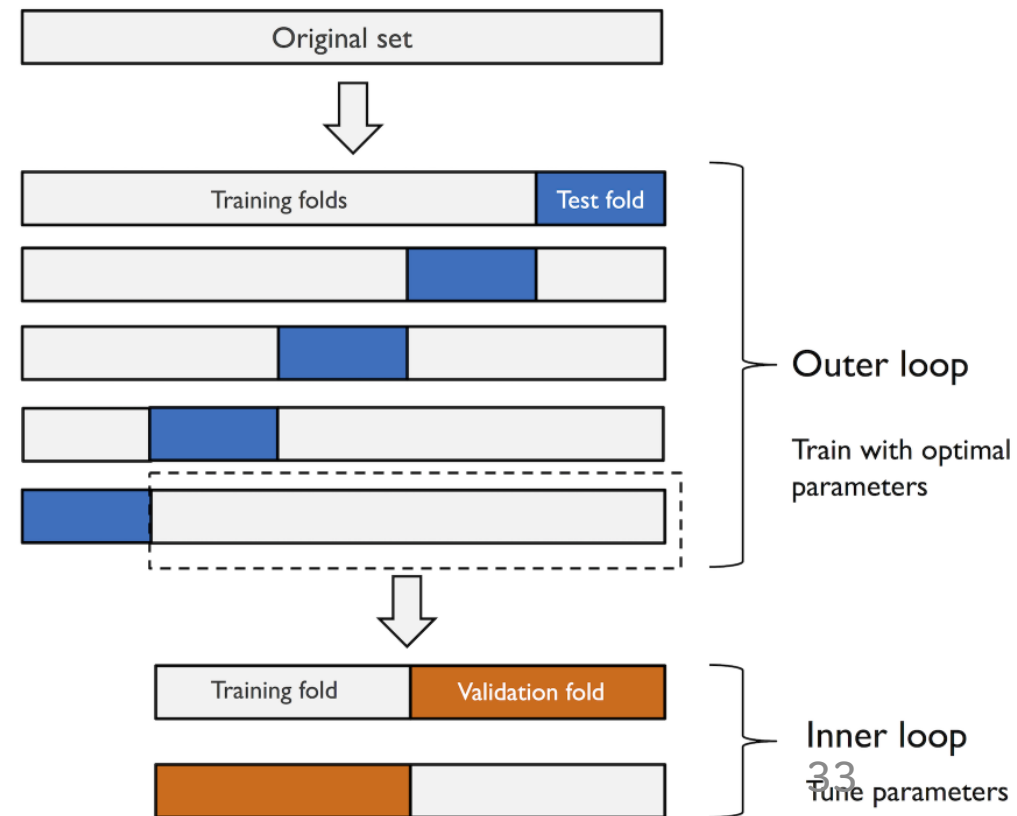 Original set
Training folds
Test fold
Outer loop
Train with optimal
parameters
Training fold
Validation fold
Inner loop
33
Tune parameters